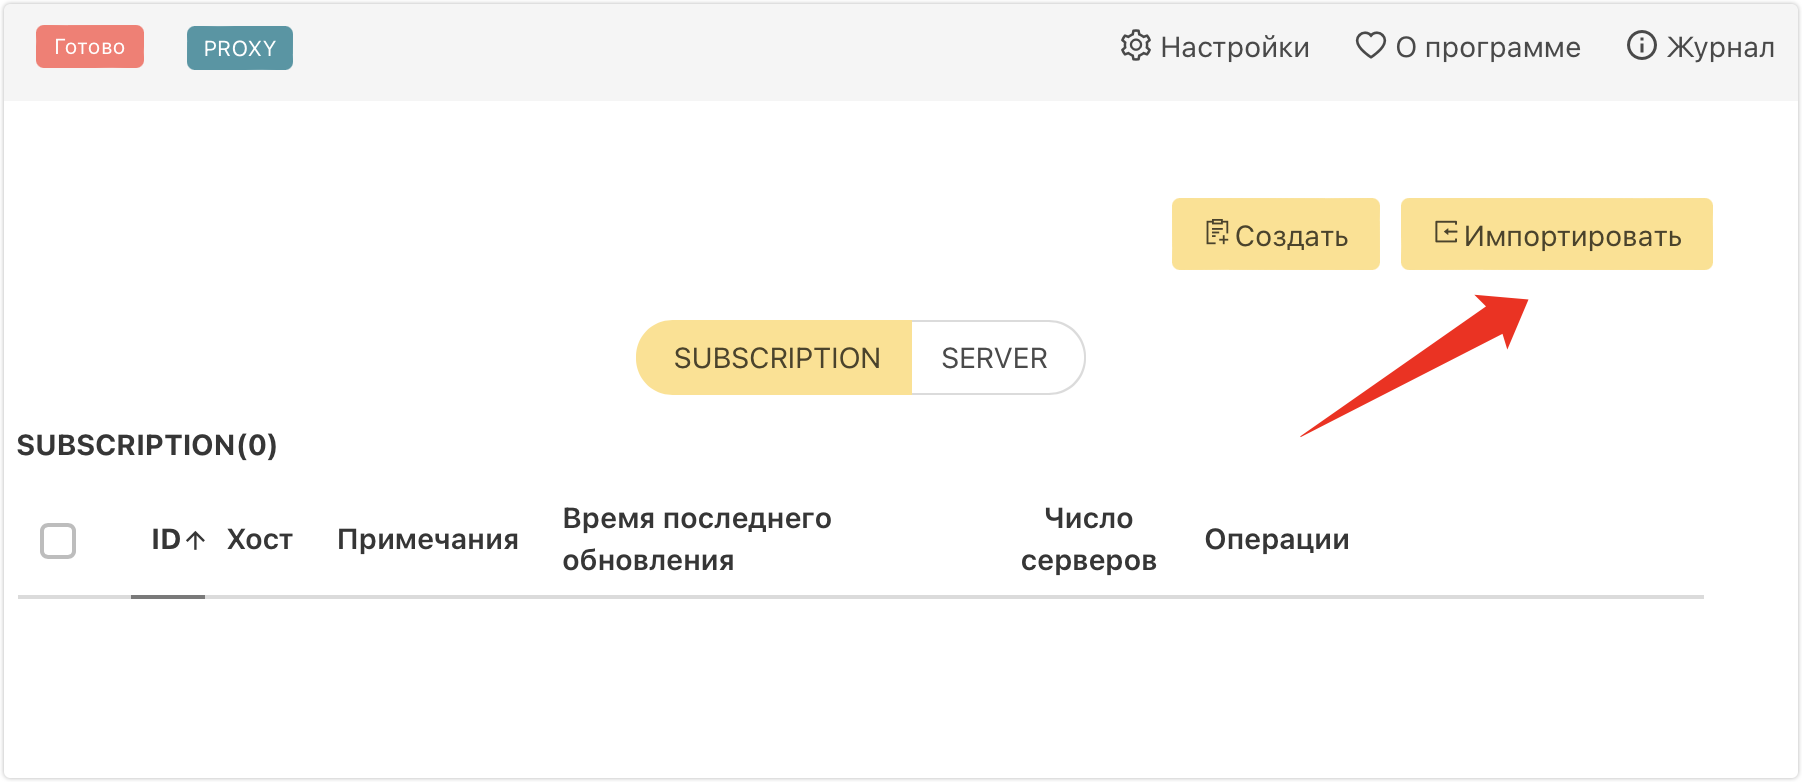 Готово
PROXY
Настройки
О программе
Журнал
Создать
Импортировать
SUBSCRIPTION
SERVER
SUBSCRIPTION(0)
ID↑
Хост
Примечания
Время последнего
обновления
Число
серверов
Операции